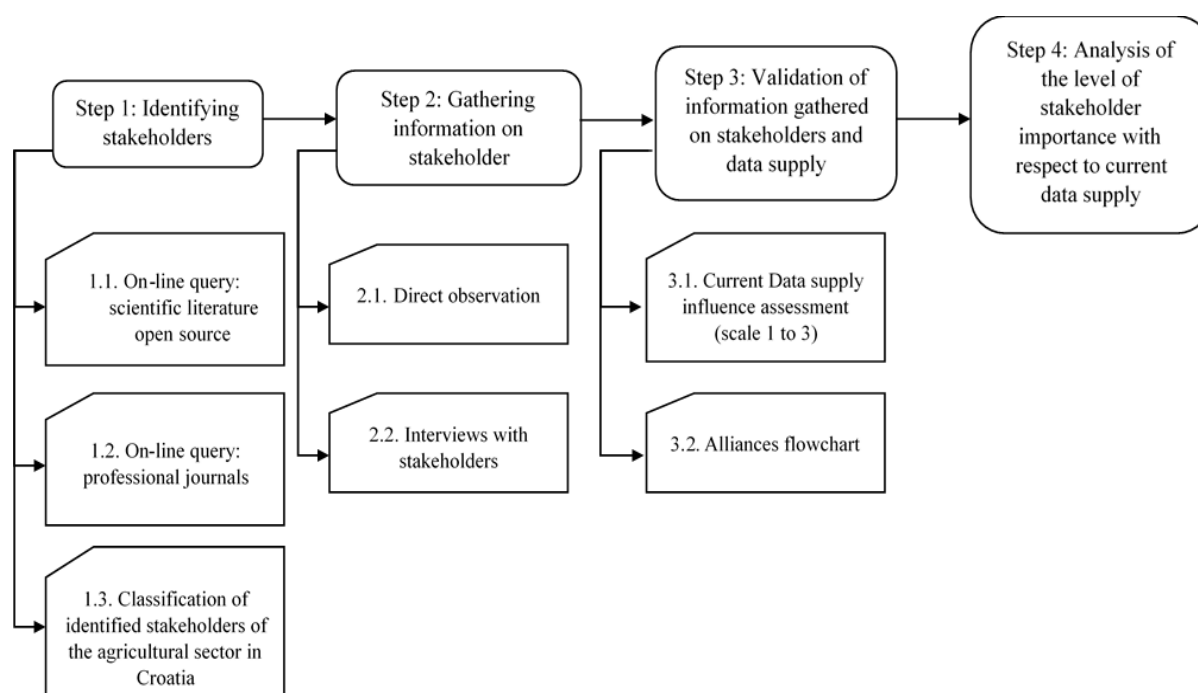 Step 1: Identifying
stakeholders
Step 2: Gathering
information on
stakeholder
Step 3: Validation of
information gathered
on stakeholders and
data supply
Step 4: Analysis of
the level of
stakeholder
importance with
respect to current
data supply
1.1. On-line query:
scientific literature
open source
1.2. On-line query:
professional journals
1.3. Classification of
identified stakeholders of
the agricultural sector in
Croatia
2.1. Direct observation
2.2. Interviews with
stakeholders
3.1. Current Data supply
influence assessment
(scale 1 to 3)
3.2. Alliances flowchart